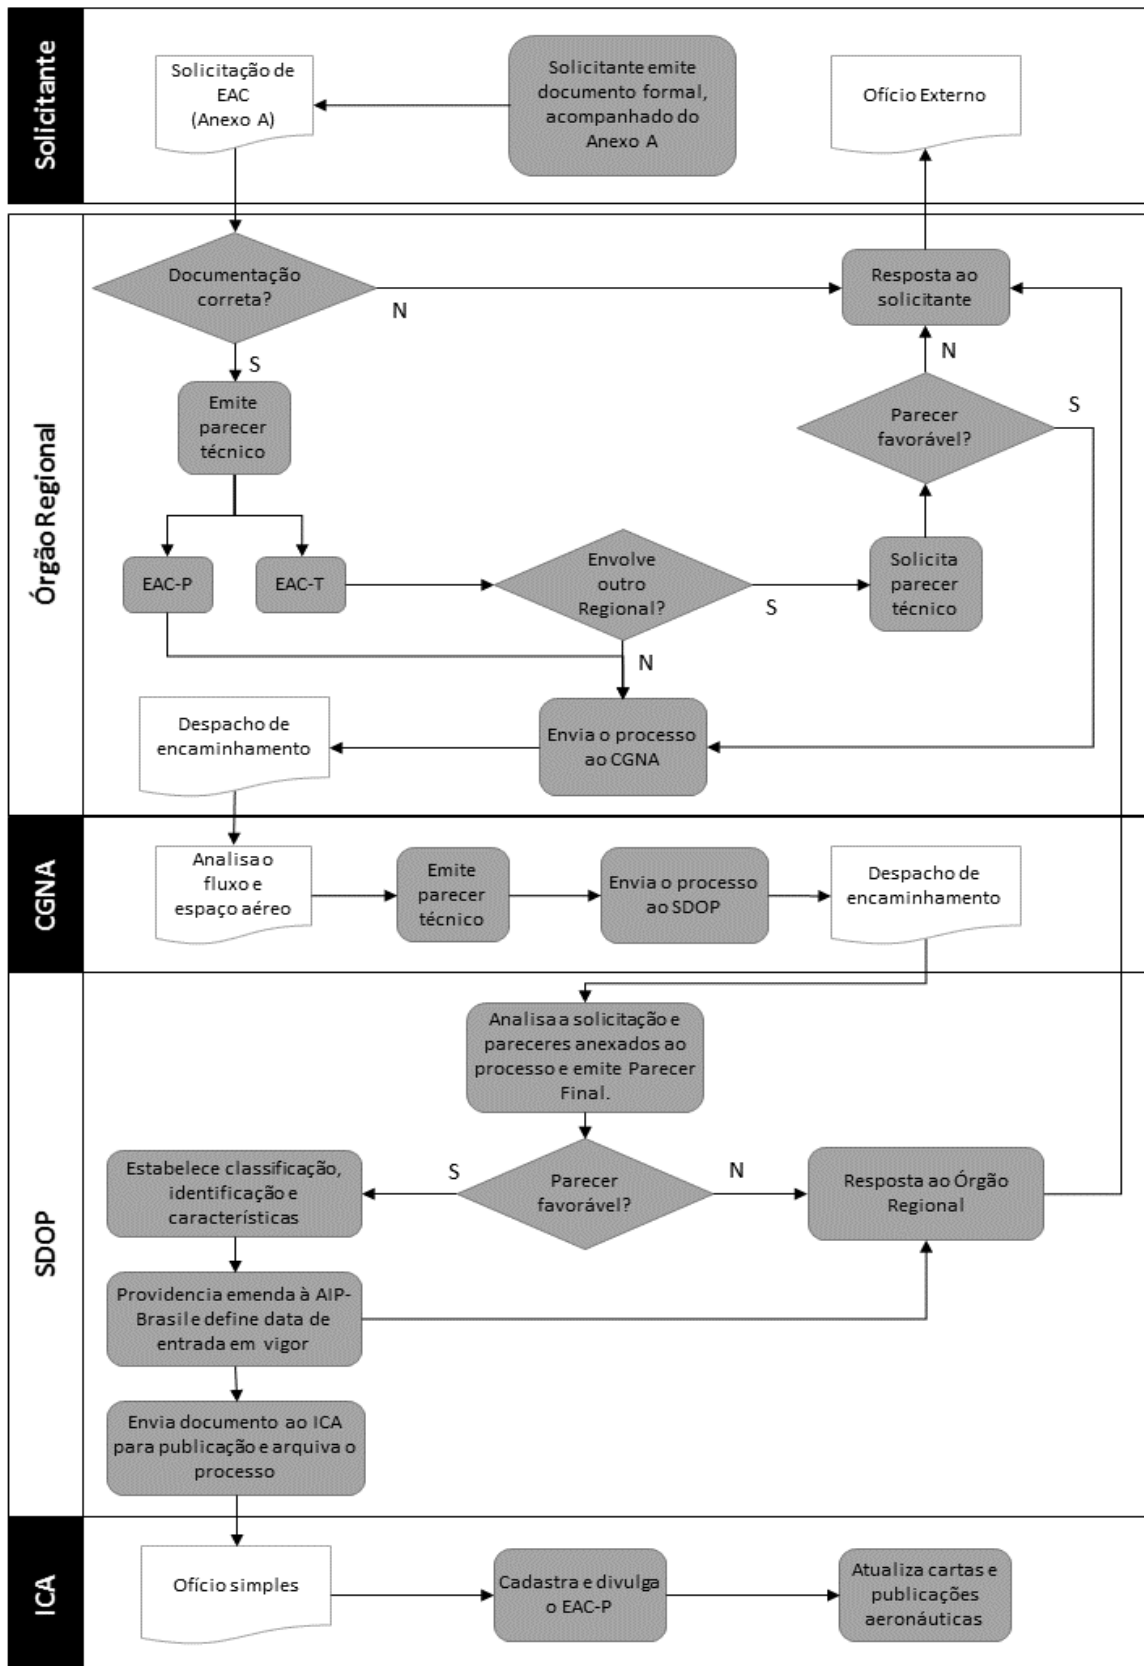 Solicitante
Solicitação de
EAC
(Anexo A)
Solicitante emite
documento formal,
acompanhado do
Anexo A
Ofício Externo
Órgão Regional
Documentação
correta?
N
S
Resposta ao
solicitante
N
S
Emite
parecer
técnico
Parecer
favorável?
EAC-P
EAC-T
Envolve
outro
Regional?
S
N
Solicita
parecer
técnico
Despacho de
encaminhamento
Envia o processo
ao CGNA
CGNA
Analisa o
fluxo e
espaço aéreo
Emite
parecer
técnico
Envia o processo
ao SDOP
Despacho de
encaminhamento
SDOP
Analisa a solicitação e
pareceres anexados ao
processo e emite Parecer
Final.
Estabelece classificação,
identificação e
características
S
Parecer
favorável?
N
Resposta ao Órgão
Regional
Providencia emenda à AIP-
Brasil e define data de
entrada em vigor
Envia documento ao ICA
para publicação e arquiva o
processo
ICA
Ofício simples
Cadastra e divulga
o EAC-P
Atualiza cartas e
publicações
aeronáuticas